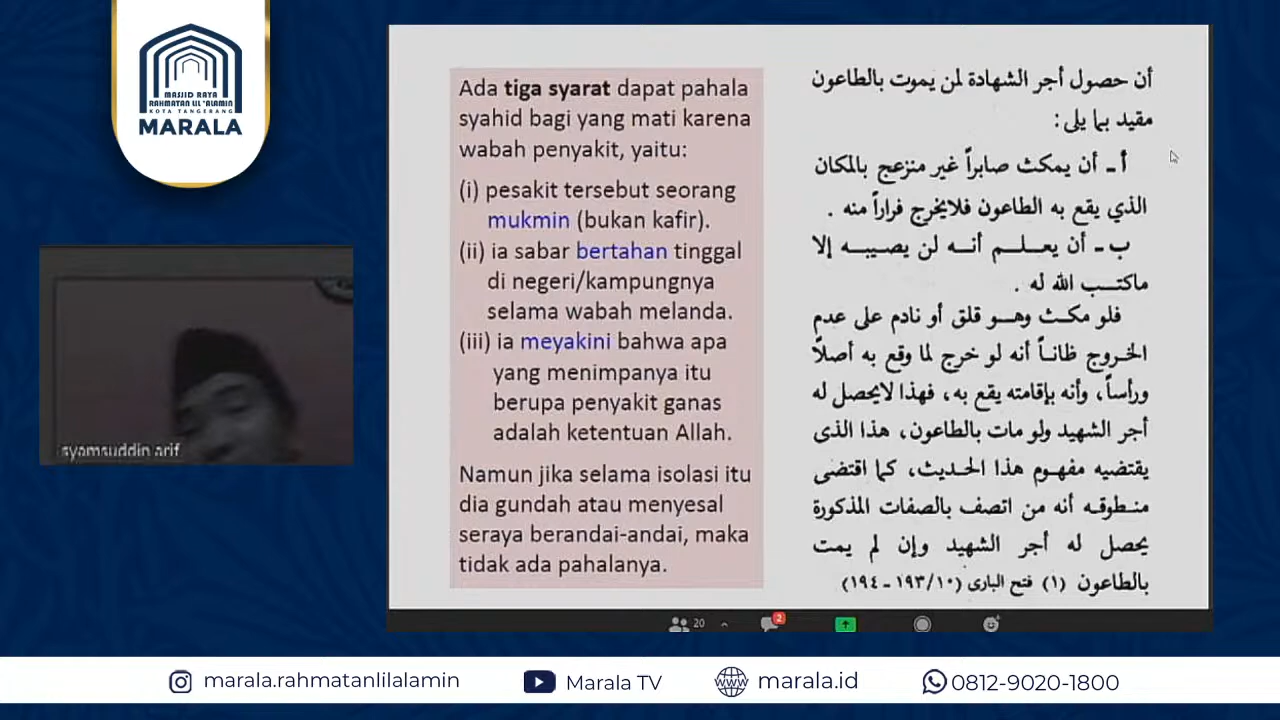 MASJID RAYA
RAHMATAN LIL 'ALAMIN
KOTA TANGERANG
MARALA
syamsuddin arif
Ada tiga syarat dapat pahala
syahid bagi yang mati karena
wabah penyakit, yaitu:
(i) pesakit tersebut seorang
mukmin (bukan kafir).
(ii) ia sabar bertahan tinggal
di negeri/kampungnya
selama wabah melanda.
(iii) ia meyakini bahwa apa
yang menimpanya itu
berupa penyakit ganas
adalah ketentuan Allah.
Namun jika selama isolasi itu
dia gundah atau menyesal
seraya berandai-andai, maka
tidak ada pahalanya.
أن حصول أجر الشهادة لمن يموت بالطاعون
مقيد بما يلى :
أ ـ أن يمكث صابراً غير منزعج بالمكان
الذي يقع به الطاعون فلايخرج فراراً منه .
ب ـ أن يعلم أنه لن يصيبه إلا
ماكتب الله له .
فلو مكث وهو قلق أو نادم على عدم
الخروج ظاناً أنه لو خرج لما وقع به أصلاً
ورأساً، وأنه بإقامته يقع به، فهذا لايحصل له
أجر الشهيد ولو مات بالطاعون، هذا الذى
يقتضيه مفهوم هذا الحديث، كما اقتضى
منطوقه أنه من اتصف بالصفات المذكورة
يحصل له أجر الشهيد وإن لم يمت
بالطاعون (١) فتح البارى (١٩٣/١٠ ـ ١٩٤)
20
2
marala.rahmatanlilalamin
Marala TV
www
marala.id
0812-9020-1800